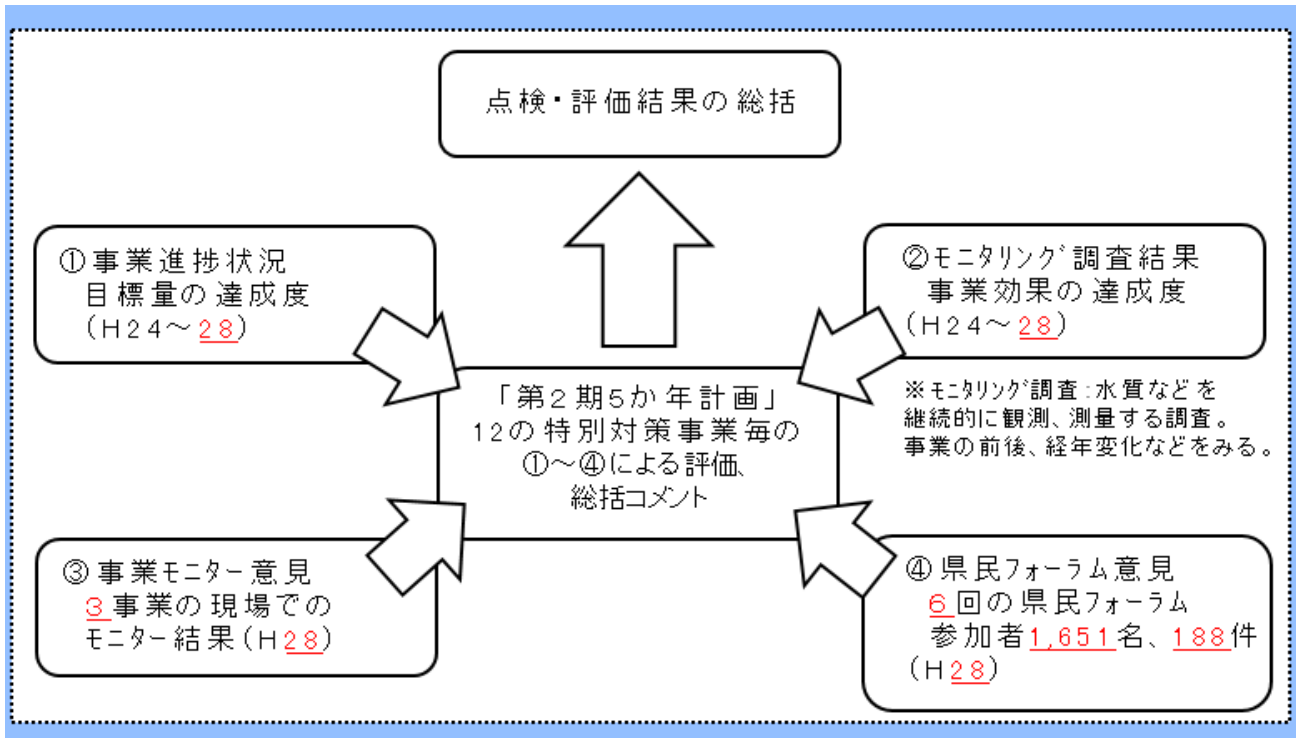 点検・評価結果の総括
①事業進捗状況
目標量の達成度
(H24～28)
②ﾓﾆﾀﾘﾝｸﾞ調査結果
事業効果の達成度
(H24～28)
※ﾓﾆﾀﾘﾝｸﾞ調査:水質などを
継続的に観測、測量する調査。
事業の前後、経年変化などをみる。
「第2期5か年計画」
12の特別対策事業毎の
①～④による評価、
総括コメント
③事業モニター意見
3事業の現場での
モニター結果(H28)
④県民フォーラム意見
6回の県民フォーラム
参加者1,651名、188件
(H28)